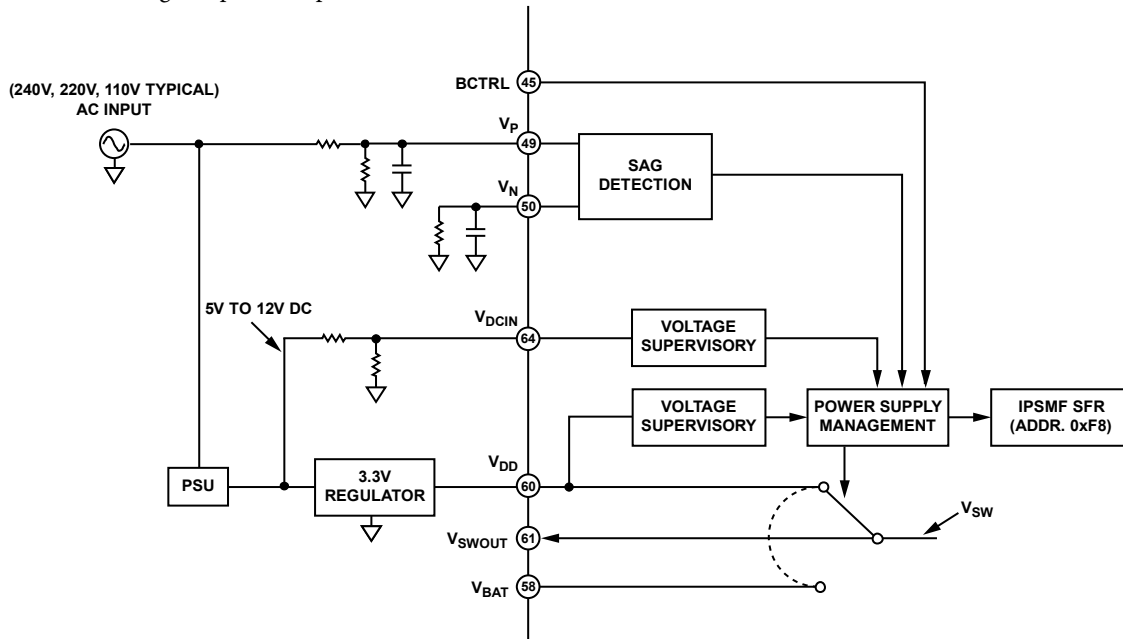 (240V, 220V, 110V TYPICAL)
AC INPUT
BCTRL
45
VP
49
SAG
DETECTION
VN
50
5V TO 12V DC
VDCIN
64
VOLTAGE
SUPERVISORY
VOLTAGE
SUPERVISORY
POWER SUPPLY
MANAGEMENT
IPSMF SFR
(ADDR. 0xF8)
PSU
3.3V
REGULATOR
VDD
60
VSWOUT
61
VSW
VBAT
58